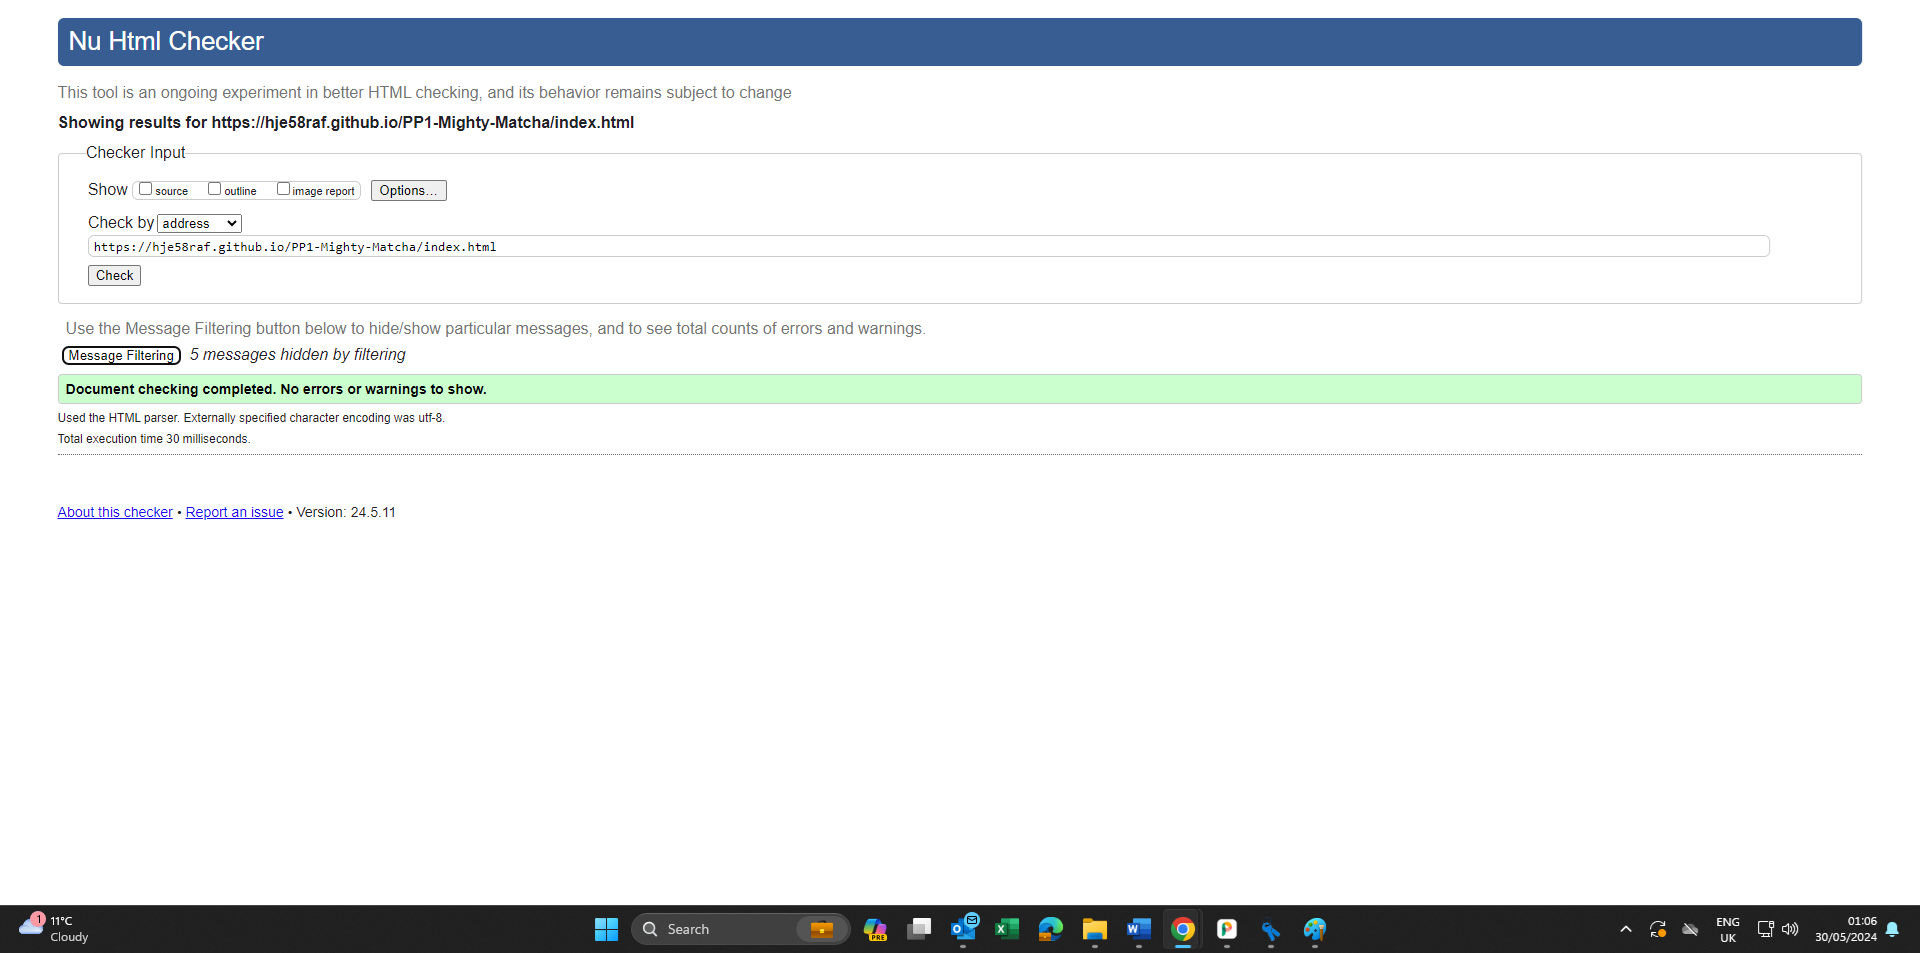 Nu Html Checker
This tool is an ongoing experiment in better HTML checking, and its behavior remains subject to change
Showing results for https://hje58raf.github.io/PP1-Mighty-Matcha/index.html
Checker Input
Show source outline image report Options...
Check by address
https://hje58raf.github.io/PP1-Mighty-Matcha/index.html
Check
Use the Message Filtering button below to hide/show particular messages, and to see total counts of errors and warnings.
Message Filtering 5 messages hidden by filtering
Document checking completed. No errors or warnings to show.
Used the HTML parser. Externally specified character encoding was utf-8.
Total execution time 30 milliseconds.
About this checker • Report an issue • Version: 24.5.11
1 11°C
Cloudy
Search
PRE
ENG
UK
01:06
30/05/2024